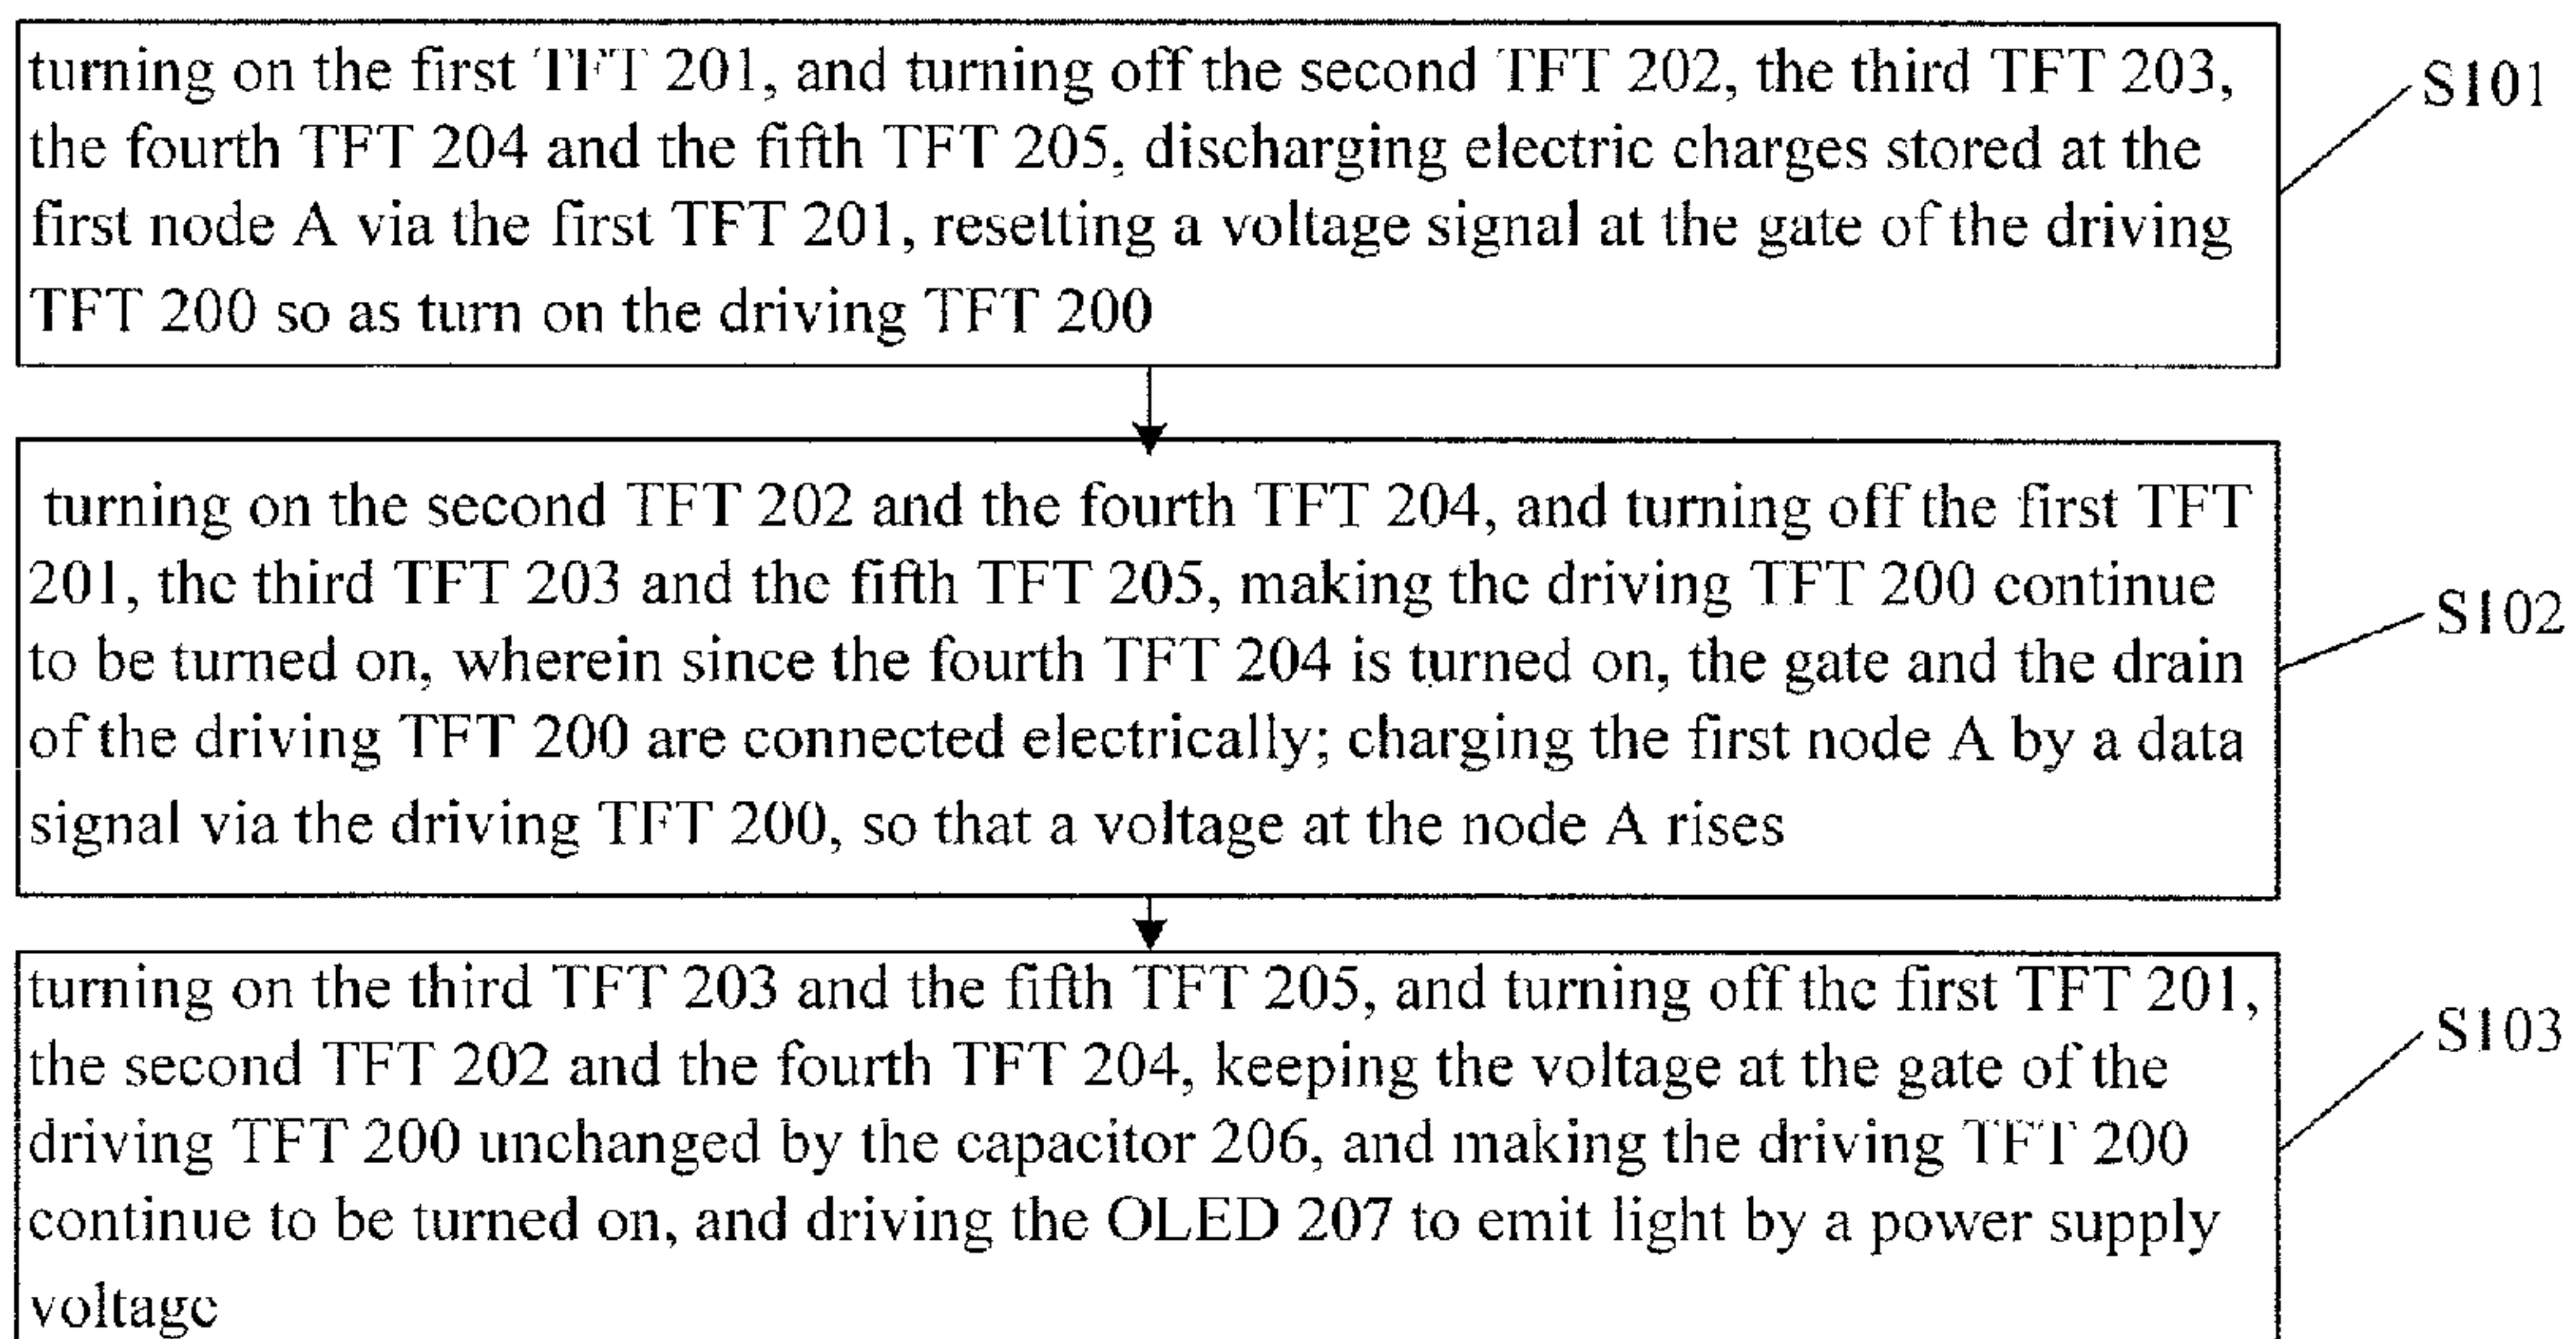 turning on the first TFT 201, and turning off the second TFT 202, the third TFT 203,
the fourth TFT 204 and the fifth TFT 205, discharging electric charges stored at the
first node A via the first TFT 201, resetting a voltage signal at the gate of the driving
TFT 200 so as turn on the driving TFT 200
S101
turning on the second TFT 202 and the fourth TFT 204, and turning off the first TFT
201, the third TFT 203 and the fifth TFT 205, making the driving TFT 200 continue
to be turned on, wherein since the fourth TFT 204 is turned on, the gate and the drain
of the driving TFT 200 are connected electrically; charging the first node A by a data
signal via the driving TFT 200, so that a voltage at the node A rises
S102
turning on the third TFT 203 and the fifth TFT 205, and turning off the first TFT 201,
the second TFT 202 and the fourth TFT 204, keeping the voltage at the gate of the
driving TFT 200 unchanged by the capacitor 206, and making the driving TFT 200
continue to be turned on, and driving the OLED 207 to emit light by a power supply
voltage
S103